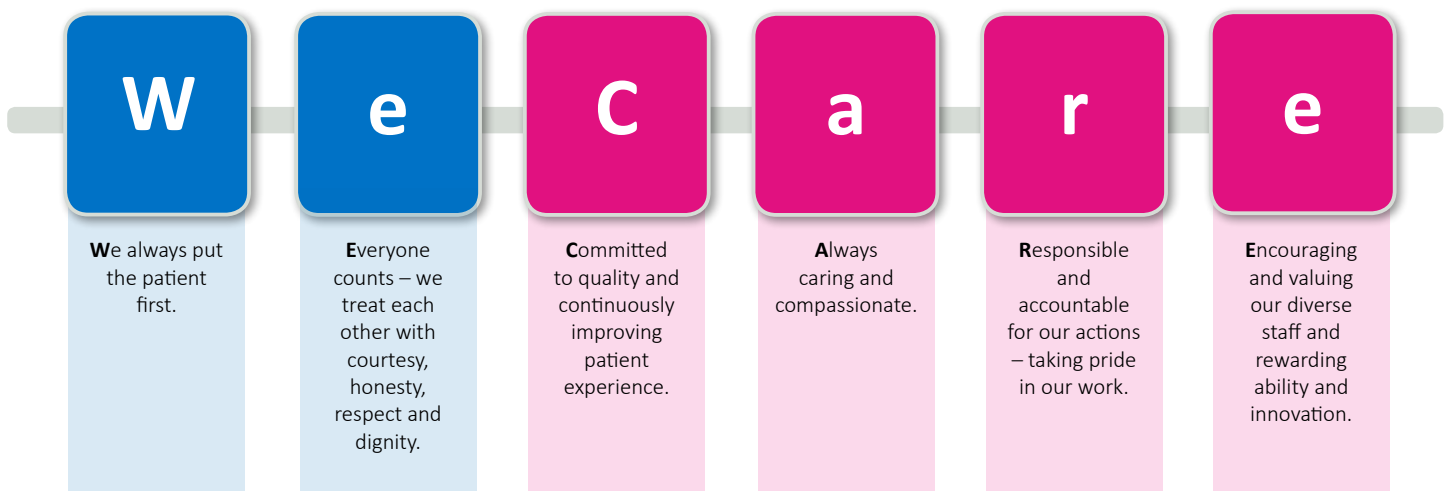 W
e
C
a
r
e
We always put
the patient
first.
Everyone
counts – we
treat each
other with
courtesy,
honesty,
respect and
dignity.
Committed
to quality and
continuously
improving
patient
experience.
Always
caring and
compassionate.
Responsible
and
accountable
for our actions
– taking pride
in our work.
Encouraging
and valuing
our diverse
staff and
rewarding
ability and
innovation.